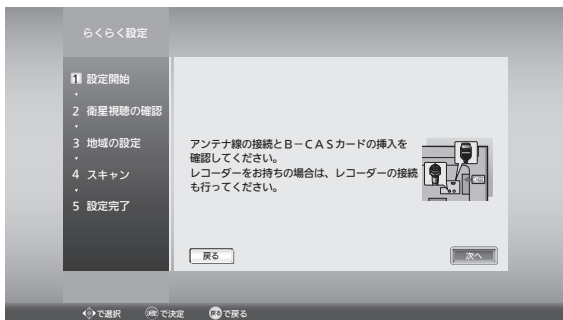 らくらく設定
1 設定開始
2 衛星視聴の確認
3 地域の設定
4 スキャン
5 設定完了
アンテナ線の接続とB－CASカードの挿入を
確認してください。
レコーダーをお持ちの場合は、レコーダーの接続
も行ってください。
戻る
次へ
で選択 決定で決定 戻るで戻る